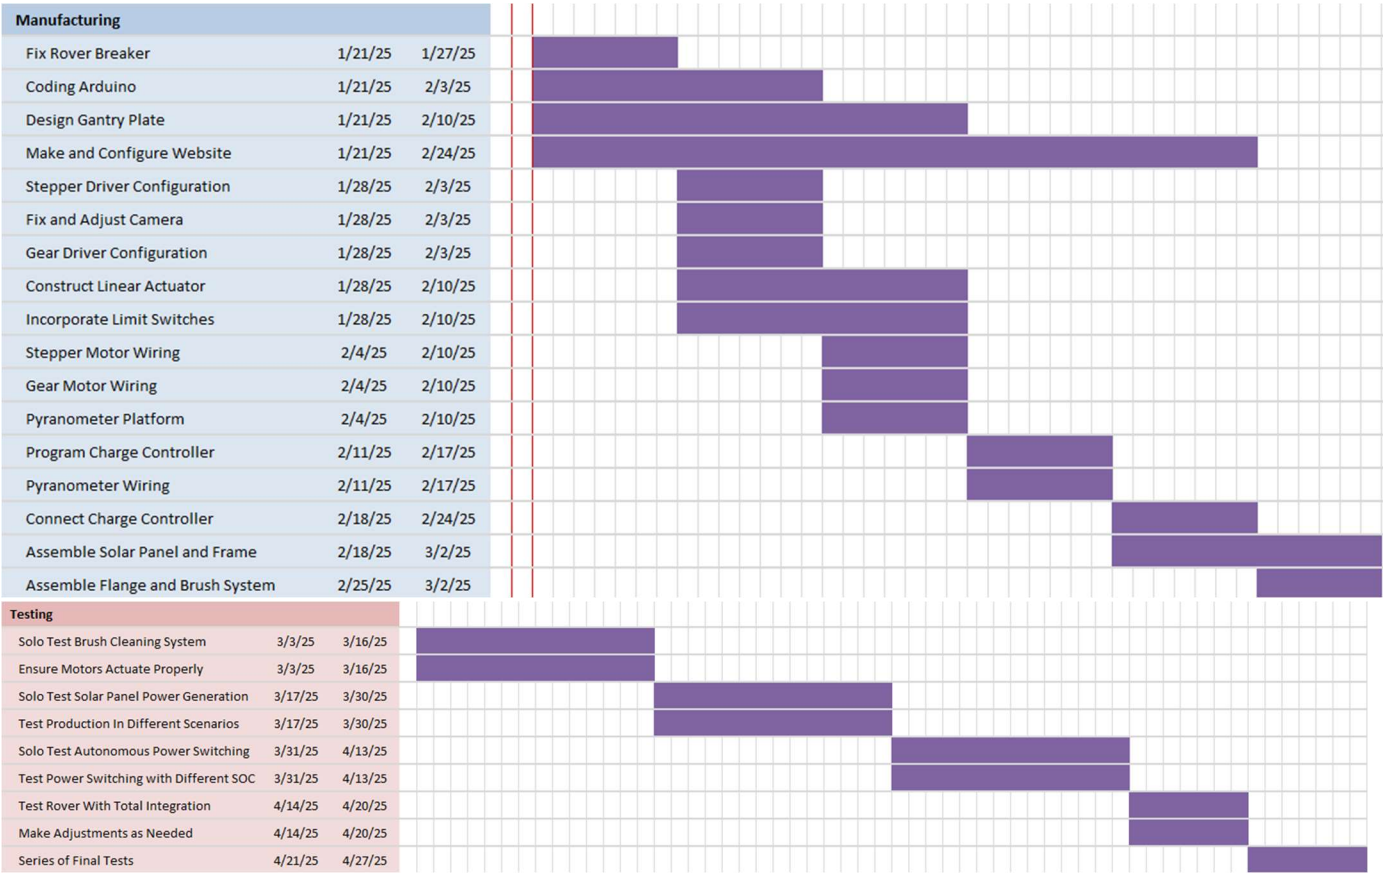 Manufacturing
Fix Rover Breaker 1/21/25 1/27/25
Coding Arduino 1/21/25 2/3/25
Design Gantry Plate 1/21/25 2/10/25
Make and Configure Website 1/21/25 2/24/25
Stepper Driver Configuration 1/28/25 2/3/25
Fix and Adjust Camera 1/28/25 2/3/25
Gear Driver Configuration 1/28/25 2/3/25
Construct Linear Actuator 1/28/25 2/10/25
Incorporate Limit Switches 1/28/25 2/10/25
Stepper Motor Wiring 2/4/25 2/10/25
Gear Motor Wiring 2/4/25 2/10/25
Pyranometer Platform 2/4/25 2/10/25
Program Charge Controller 2/11/25 2/17/25
Pyranometer Wiring 2/11/25 2/17/25
Connect Charge Controller 2/18/25 2/24/25
Assemble Solar Panel and Frame 2/18/25 3/2/25
Assemble Flange and Brush System 2/25/25 3/2/25
Testing
Solo Test Brush Cleaning System 3/3/25 3/16/25
Ensure Motors Actuate Properly 3/3/25 3/16/25
Solo Test Solar Panel Power Generation 3/17/25 3/30/25
Test Production In Different Scenarios 3/17/25 3/30/25
Solo Test Autonomous Power Switching 3/31/25 4/13/25
Test Power Switching with Different SOC 3/31/25 4/13/25
Test Rover With Total Integration 4/14/25 4/20/25
Make Adjustments as Needed 4/14/25 4/20/25
Series of Final Tests 4/21/25 4/27/25